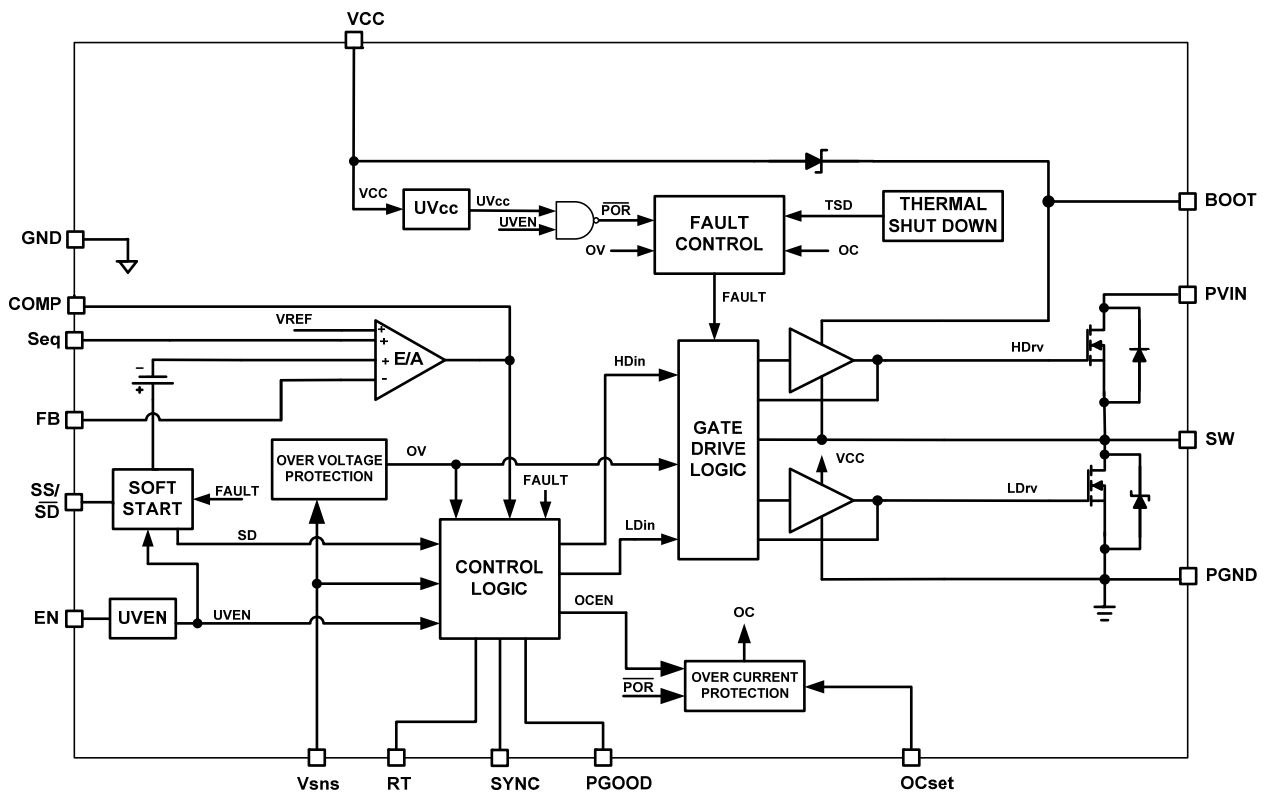 VCC
VCC
UVcc
UVcc
UVEN
POR
OV
FAULT
CONTROL
TSD
THERMAL
SHUT DOWN
OC
BOOT
GND
FAULT
COMP
Seq
VREF
+
+
+
-
E/A
PVIN
HDin
HDrv
−
+
FB
GATE
DRIVE
LOGIC
SW
OVER VOLTAGE
PROTECTION
OV
VCC
SS/
SD
SOFT
START
FAULT
FAULT
LDrv
SD
LDin
CONTROL
LOGIC
PGND
EN
UVEN
UVEN
OCEN
OC
POR
OVER CURRENT
PROTECTION
Vsns
RT
SYNC
PGOOD
OCset